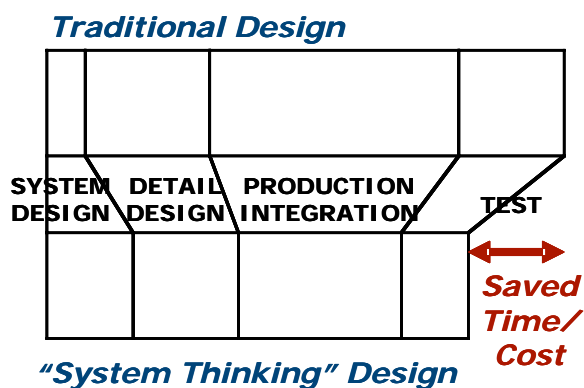 Traditional Design
SYSTEM DETAIL PRODUCTION
DESIGN DESIGN INTEGRATION
TEST
Saved
Time/
Cost
“System Thinking” Design